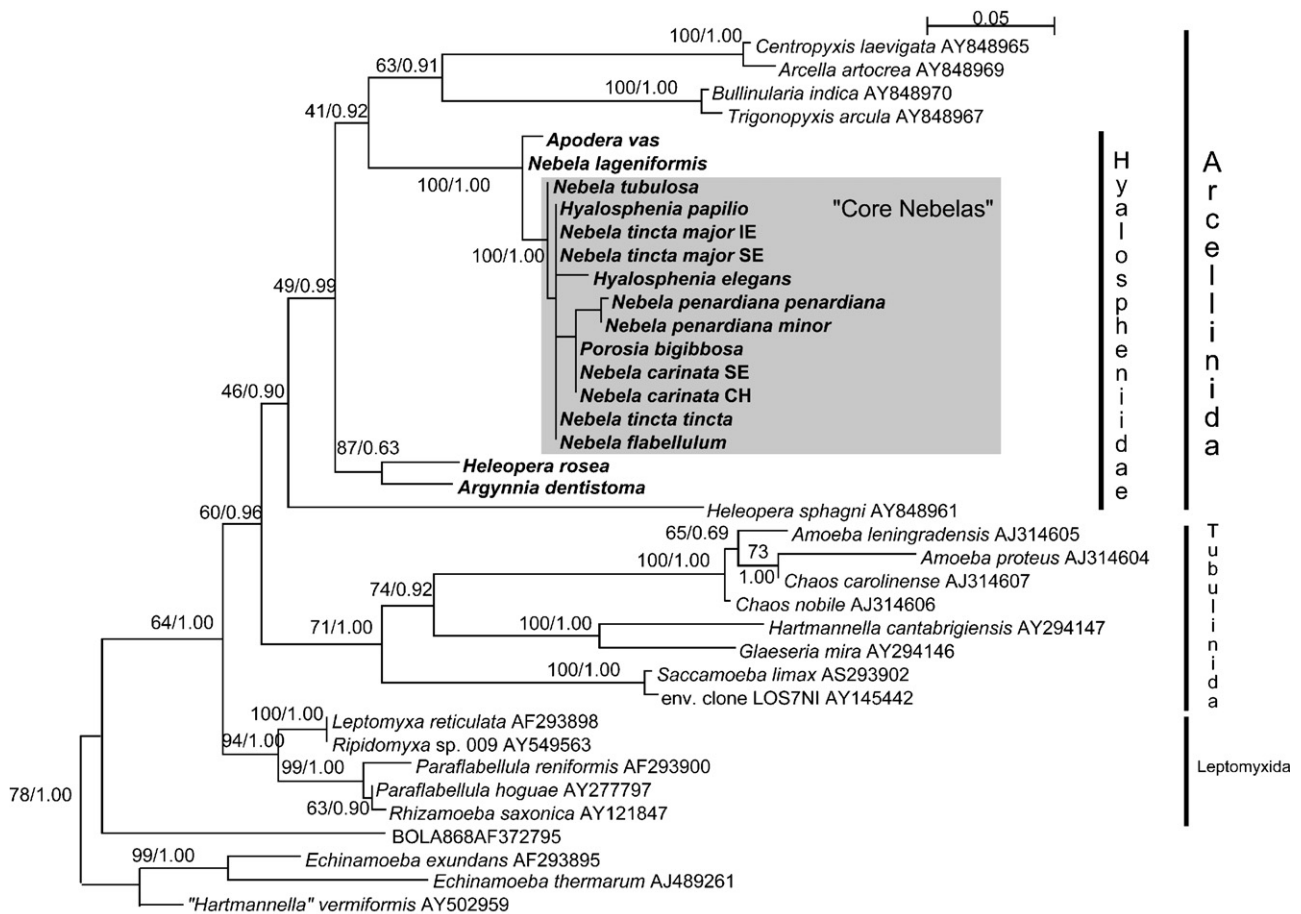 0.05
100/1.00
Centropyxis laevigata AY848965
63/0.91
Arcella artocrea AY848969
100/1.00
Bullinularia indica AY848970
41/0.92
Trigonopyxis arcula AY848967
Apodera vas
Nebela lageniformis
100/1.00
Nebela tubulosa
"Core Nebelas"
Hyalosphenia papilio
Nebela tincta major IE
Nebela tincta major SE
100/1.00
Hyalosphenia elegans
49/0.99
Nebela penardiana penardiana
Nebela penardiana minor
Porosia bigibbosa
Nebela carinata SE
46/0.90
Nebela carinata CH
Nebela tincta tincta
Nebela flabellulum
87/0.63
Heleopera rosea
Argynnia dentistoma
Heleopera sphagni AY848961
60/0.96
65/0.69
Amoeba leningradensis AJ314605
73
Amoeba proteus AJ314604
100/1.00
1.00
Chaos carolinense AJ314607
74/0.92
Chaos nobile AJ314606
64/1.00
71/1.00
100/1.00
Hartmannella cantabrigiensis AY294147
Glaeseria mira AY294146
100/1.00
Saccamoeba limax AS293902
env. clone LOS7NI AY145442
100/1.00
Leptomyxa reticulata AF293898
94/1.00
Ripidomyxa sp. 009 AY549563
99/1.00
Paraflabellula reniformis AF293900
78/1.00
Paraflabellula hoguae AY277797
63/0.90
Rhizamoeba saxonica AY121847
BOLA868AF372795
99/1.00
Echinamoeba exundans AF293895
Echinamoeba thermarum AJ489261
"Hartmannella" vermiformis AY502959
Hyalospheniidae
Arcellinida
Tubulinida
Leptomyxida